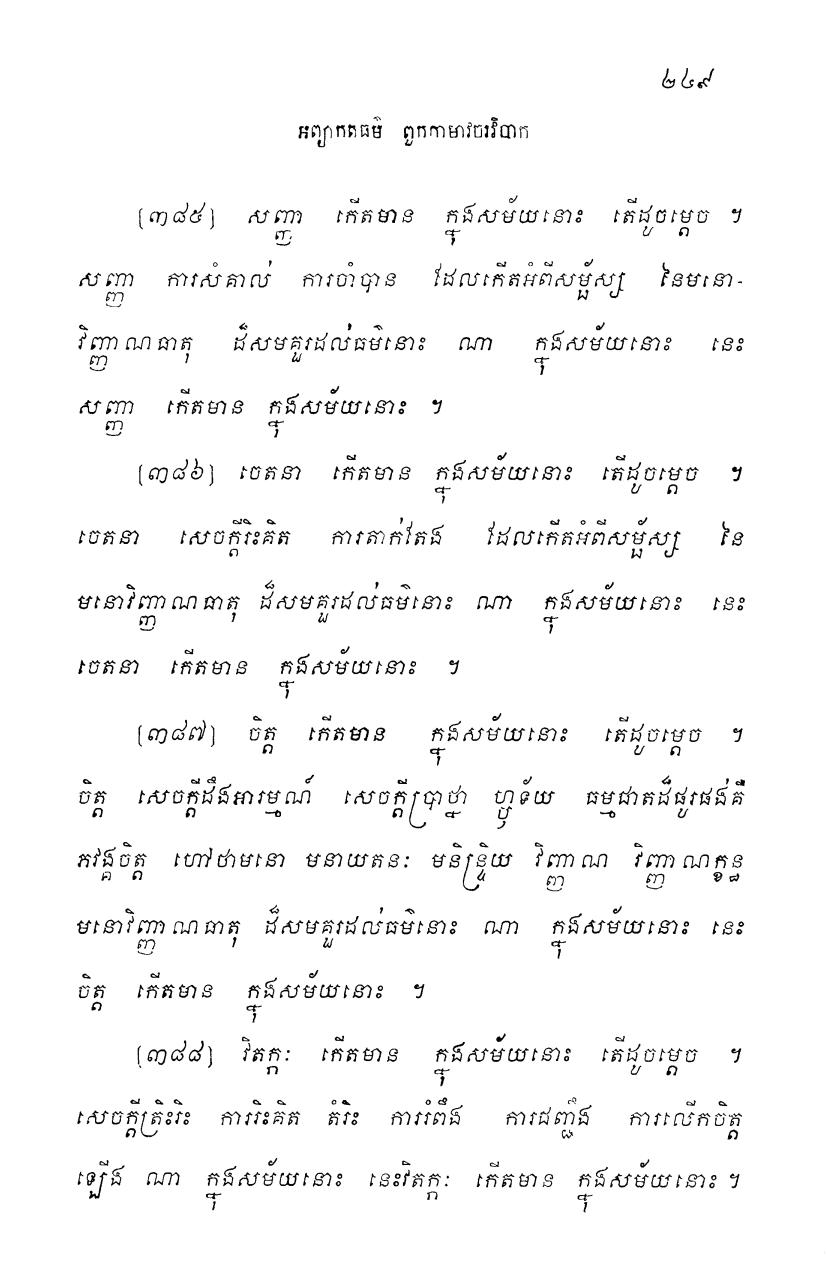 ២៤៩
អព្យាកតធម៌ ពួកកាមាវចរវិបាក
[៣៨៥] សញ្ញា កើតមាន ក្នុងសម័យនោះ តើដូចម្តេច ។
សញ្ញា ការសំគាល់ ការចាំបាន ដែលកើតអំពីសម្ផ័ស្ស នៃមនោ-
វិញ្ញាណធាតុ ដ៏សមគួរដល់ធម៌នោះ ណា ក្នុងសម័យនោះ នេះ
សញ្ញា កើតមាន ក្នុងសម័យនោះ ។
[៣៨៦] ចេតនា កើតមាន ក្នុងសម័យនោះ តើដូចម្តេច ។
ចេតនា សេចក្តីរិះគិត ការតាក់តែង ដែលកើតអំពីសម្ផ័ស្ស នៃ
មនោវិញ្ញាណធាតុ ដ៏សមគួរដល់ធម៌នោះ ណា ក្នុងសម័យនោះ នេះ
ចេតនា កើតមាន ក្នុងសម័យនោះ ។
[៣៨៧] ចិត្ត កើតមាន ក្នុងសម័យនោះ តើដូចម្តេច ។
ចិត្ត សេចក្តីដឹងអារម្មណ៍ សេចក្តីប្រាថ្នា ហ្ឫទ័យ ធម្មជាតដ៏ផូរផង់គឺ
ភវង្គចិត្ត ហៅថាមនោ មនាយតនៈ មនិន្ទ្រិយ វិញ្ញាណ វិញ្ញាណក្ខន្ធ
មនោវិញ្ញាណធាតុ ដ៏សមគួរដល់ធម៌នោះ ណា ក្នុងសម័យនោះ នេះ
ចិត្ត កើតមាន ក្នុងសម័យនោះ ។
[៣៨៨] វិតក្កៈ កើតមាន ក្នុងសម័យនោះ តើដូចម្តេច ។
សេចក្តីត្រិះរិះ ការរិះគិត តំរិះ ការរំពឹង ការជញ្ជឹង ការលើកចិត្ត
ឡើង ណា ក្នុងសម័យនោះ នេះវិតក្កៈ កើតមាន ក្នុងសម័យនោះ ។